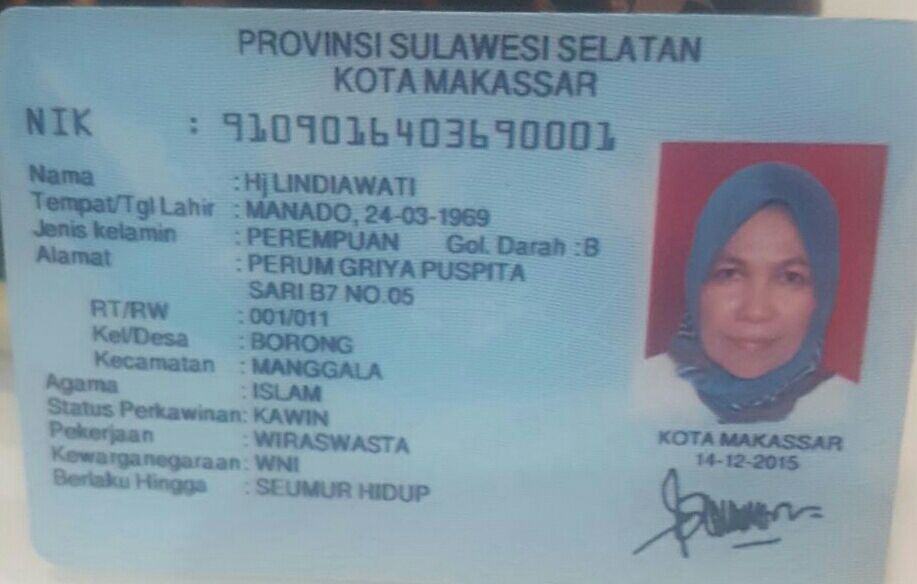 PROVINSI SULAWESI SELATAN
KOTA MAKASSAR
NIK : 9109016403690001
Nama : Hj LINDIAWATI
Tempat/Tgl Lahir : MANADO, 24-03-1969
Jenis kelamin : PEREMPUAN Gol. Darah : B
Alamat : PERUM GRIYA PUSPITA
SARI B7 NO.05
RT/RW : 001/011
Kel/Desa : BORONG
Kecamatan : MANGGALA
Agama : ISLAM
Status Perkawinan: KAWIN
Pekerjaan : WIRASWASTA
Kewarganegaraan: WNI
Berlaku Hingga : SEUMUR HIDUP
KOTA MAKASSAR
14-12-2015